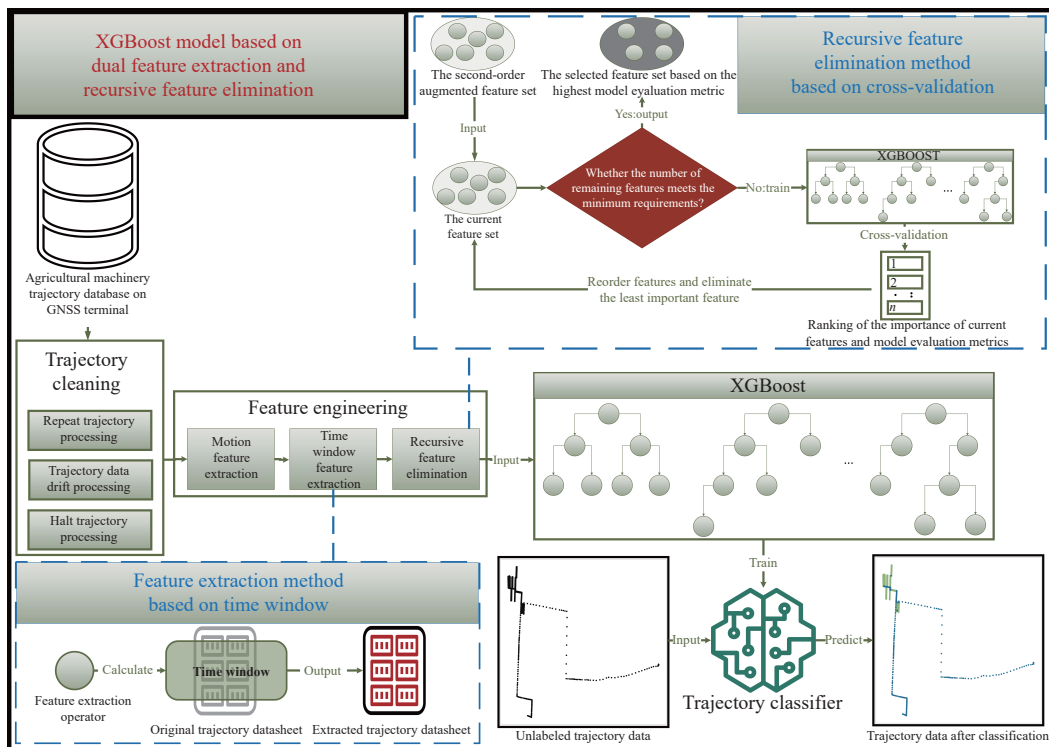 XGBoost model based on
dual feature extraction and
recursive feature elimination
The second-order
augmented feature set
The selected feature set based on the
highest model evaluation metric
Recursive feature
elimination method
based on cross-validation
Input
Yes:output
Whether the number of
remaining features meets the
minimum requirements?
No:train
XGBOOST
...
The current
feature set
Cross-validation
1
2
n
Reorder features and eliminate
the least important feature
Ranking of the importance of current
features and model evaluation metrics
Agricultural machinery
trajectory database on
GNSS terminal
Trajectory
cleaning
Repeat trajectory
processing
Trajectory data
drift processing
Halt trajectory
processing
Feature engineering
Motion
feature
extraction
Time
window
feature
extraction
Recursive
feature
elimination
Input
XGBoost
...
Feature extraction method
based on time window
Calculate
Time window
Output
Feature extraction
operator
Original trajectory datasheet
Extracted trajectory datasheet
Train
Input
Predict
Trajectory classifier
Unlabeled trajectory data
Trajectory data after classification